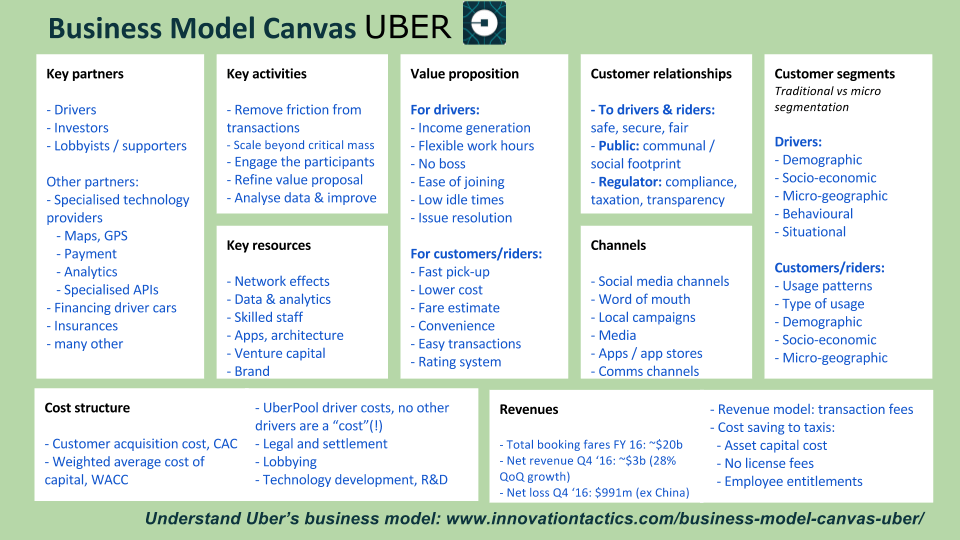 Business Model Canvas UBER
Key partners
- Drivers
- Investors
- Lobbyists / supporters
Other partners:
- Specialised technology
providers
- Maps, GPS
- Payment
- Analytics
- Specialised APIs
- Financing driver cars
- Insurances
- many other
Key activities
- Remove friction from
transactions
- Scale beyond critical mass
- Engage the participants
- Refine value proposal
- Analyse data & improve
Key resources
- Network effects
- Data & analytics
- Skilled staff
- Apps, architecture
- Venture capital
- Brand
Value proposition
For drivers:
- Income generation
- Flexible work hours
- No boss
- Ease of joining
- Low idle times
- Issue resolution
For customers/riders:
- Fast pick-up
- Lower cost
- Fare estimate
- Convenience
- Easy transactions
- Rating system
Customer relationships
- To drivers & riders:
safe, secure, fair
- Public: communal /
social footprint
- Regulator: compliance,
taxation, transparency
Channels
- Social media channels
- Word of mouth
- Local campaigns
- Media
- Apps / app stores
- Comms channels
Customer segments
Traditional vs micro
segmentation
Drivers:
- Demographic
- Socio-economic
- Micro-geographic
- Behavioural
- Situational
Customers/riders:
- Usage patterns
- Type of usage
- Demographic
- Socio-economic
- Micro-geographic
Cost structure
- Customer acquisition cost, CAC
- Weighted average cost of
capital, WACC
- UberPool driver costs, no other
drivers are a “cost”(!)
- Legal and settlement
- Lobbying
- Technology development, R&D
Revenues
- Total booking fares FY 16: ~$20b
- Net revenue Q4 ‘16: ~$3b (28%
QoQ growth)
- Net loss Q4 ‘16: $991m (ex China)
- Revenue model: transaction fees
- Cost saving to taxis:
- Asset capital cost
- No license fees
- Employee entitlements
Understand Uber’s business model: www.innovationtactics.com/business-model-canvas-uber/